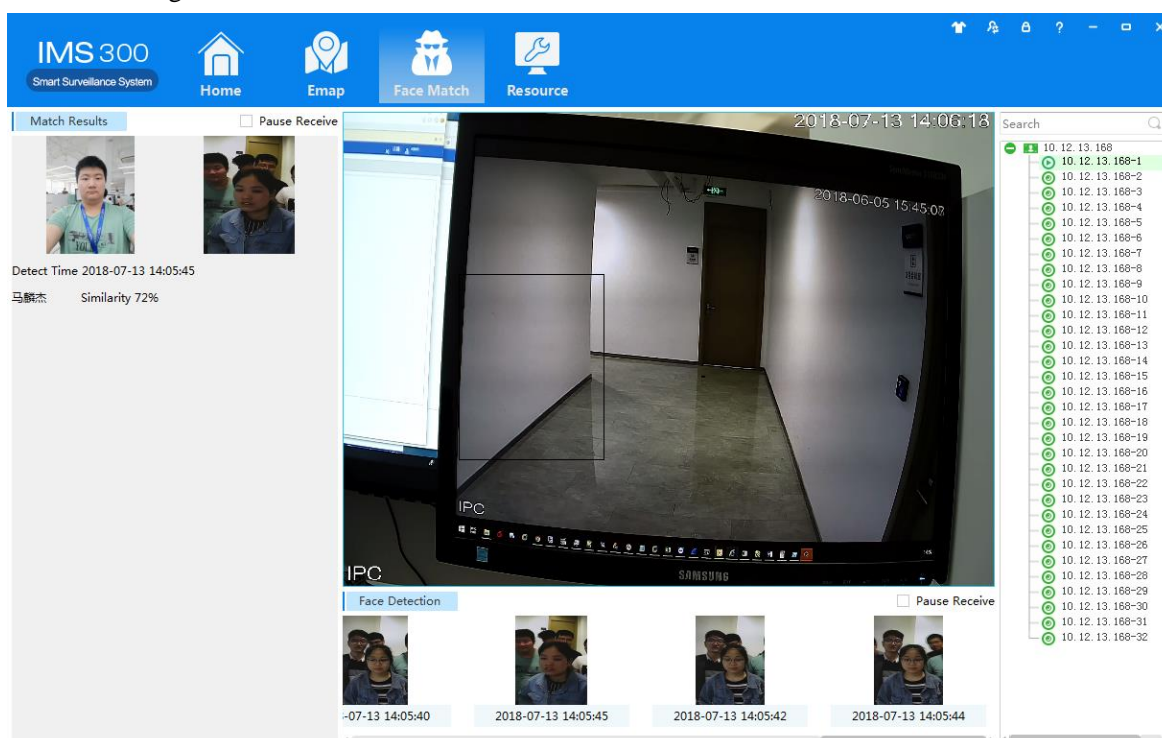 IMS 300
Smart Surveillance System
Home
Emap
Face Match
Resource
?
Match Results
Pause Receive
Detect Time 2018-07-13 14:05:45
马麟杰 Similarity 72%
2018-07-13 14:06:18
2018-06-05 15:45:08
IPC
SAMSUNG
IPC
Face Detection
Pause Receive
-07-13 14:05:40
2018-07-13 14:05:45
2018-07-13 14:05:42
2018-07-13 14:05:44
Search
10.12.13.168
10.12.13.168-1
10.12.13.168-2
10.12.13.168-3
10.12.13.168-4
10.12.13.168-5
10.12.13.168-6
10.12.13.168-7
10.12.13.168-8
10.12.13.168-9
10.12.13.168-10
10.12.13.168-11
10.12.13.168-12
10.12.13.168-13
10.12.13.168-14
10.12.13.168-15
10.12.13.168-16
10.12.13.168-17
10.12.13.168-18
10.12.13.168-19
10.12.13.168-20
10.12.13.168-21
10.12.13.168-22
10.12.13.168-23
10.12.13.168-24
10.12.13.168-25
10.12.13.168-26
10.12.13.168-27
10.12.13.168-28
10.12.13.168-29
10.12.13.168-30
10.12.13.168-31
10.12.13.168-32